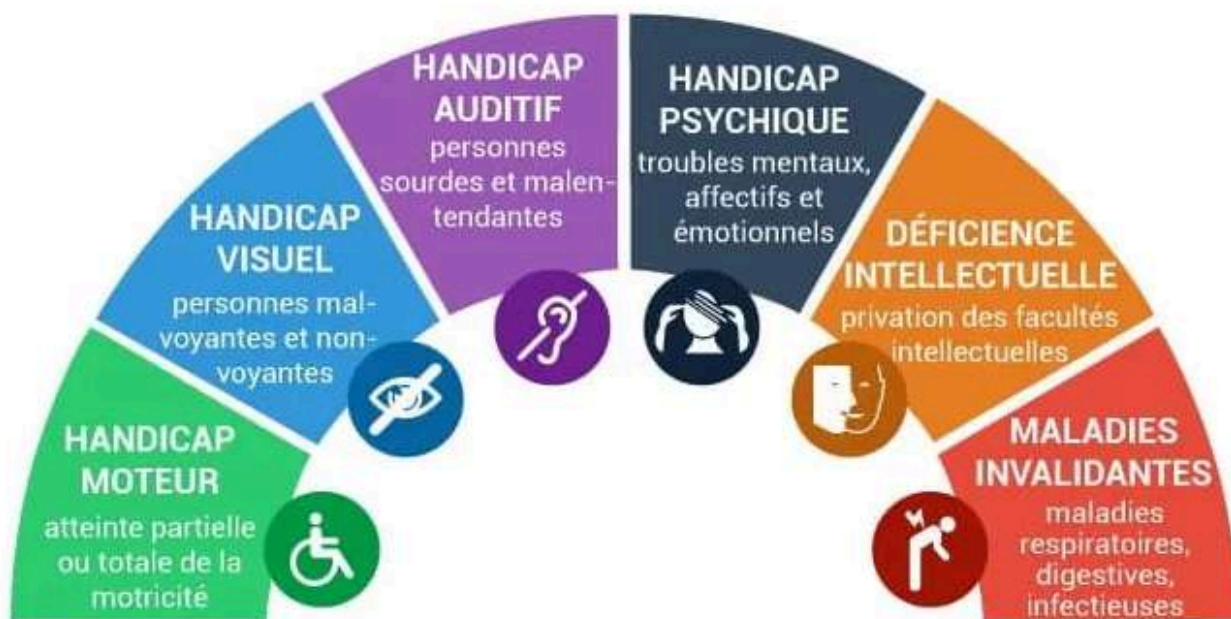 HANDICAP
MOTEUR
atteinte partielle
ou totale de la
motricité
HANDICAP
VISUEL
personnes mal-
voyantes et non-
voyantes
HANDICAP
AUDITIF
personnes
sourdes et malen-
tendantes
HANDICAP
PSYCHIQUE
troubles mentaux,
affectifs et
émotionnels
DÉFICIENCE
INTELLECTUELLE
privation des facultés
intellectuelles
MALADIES
INVALIDANTES
maladies
respiratoires,
digestives,
infectieuses